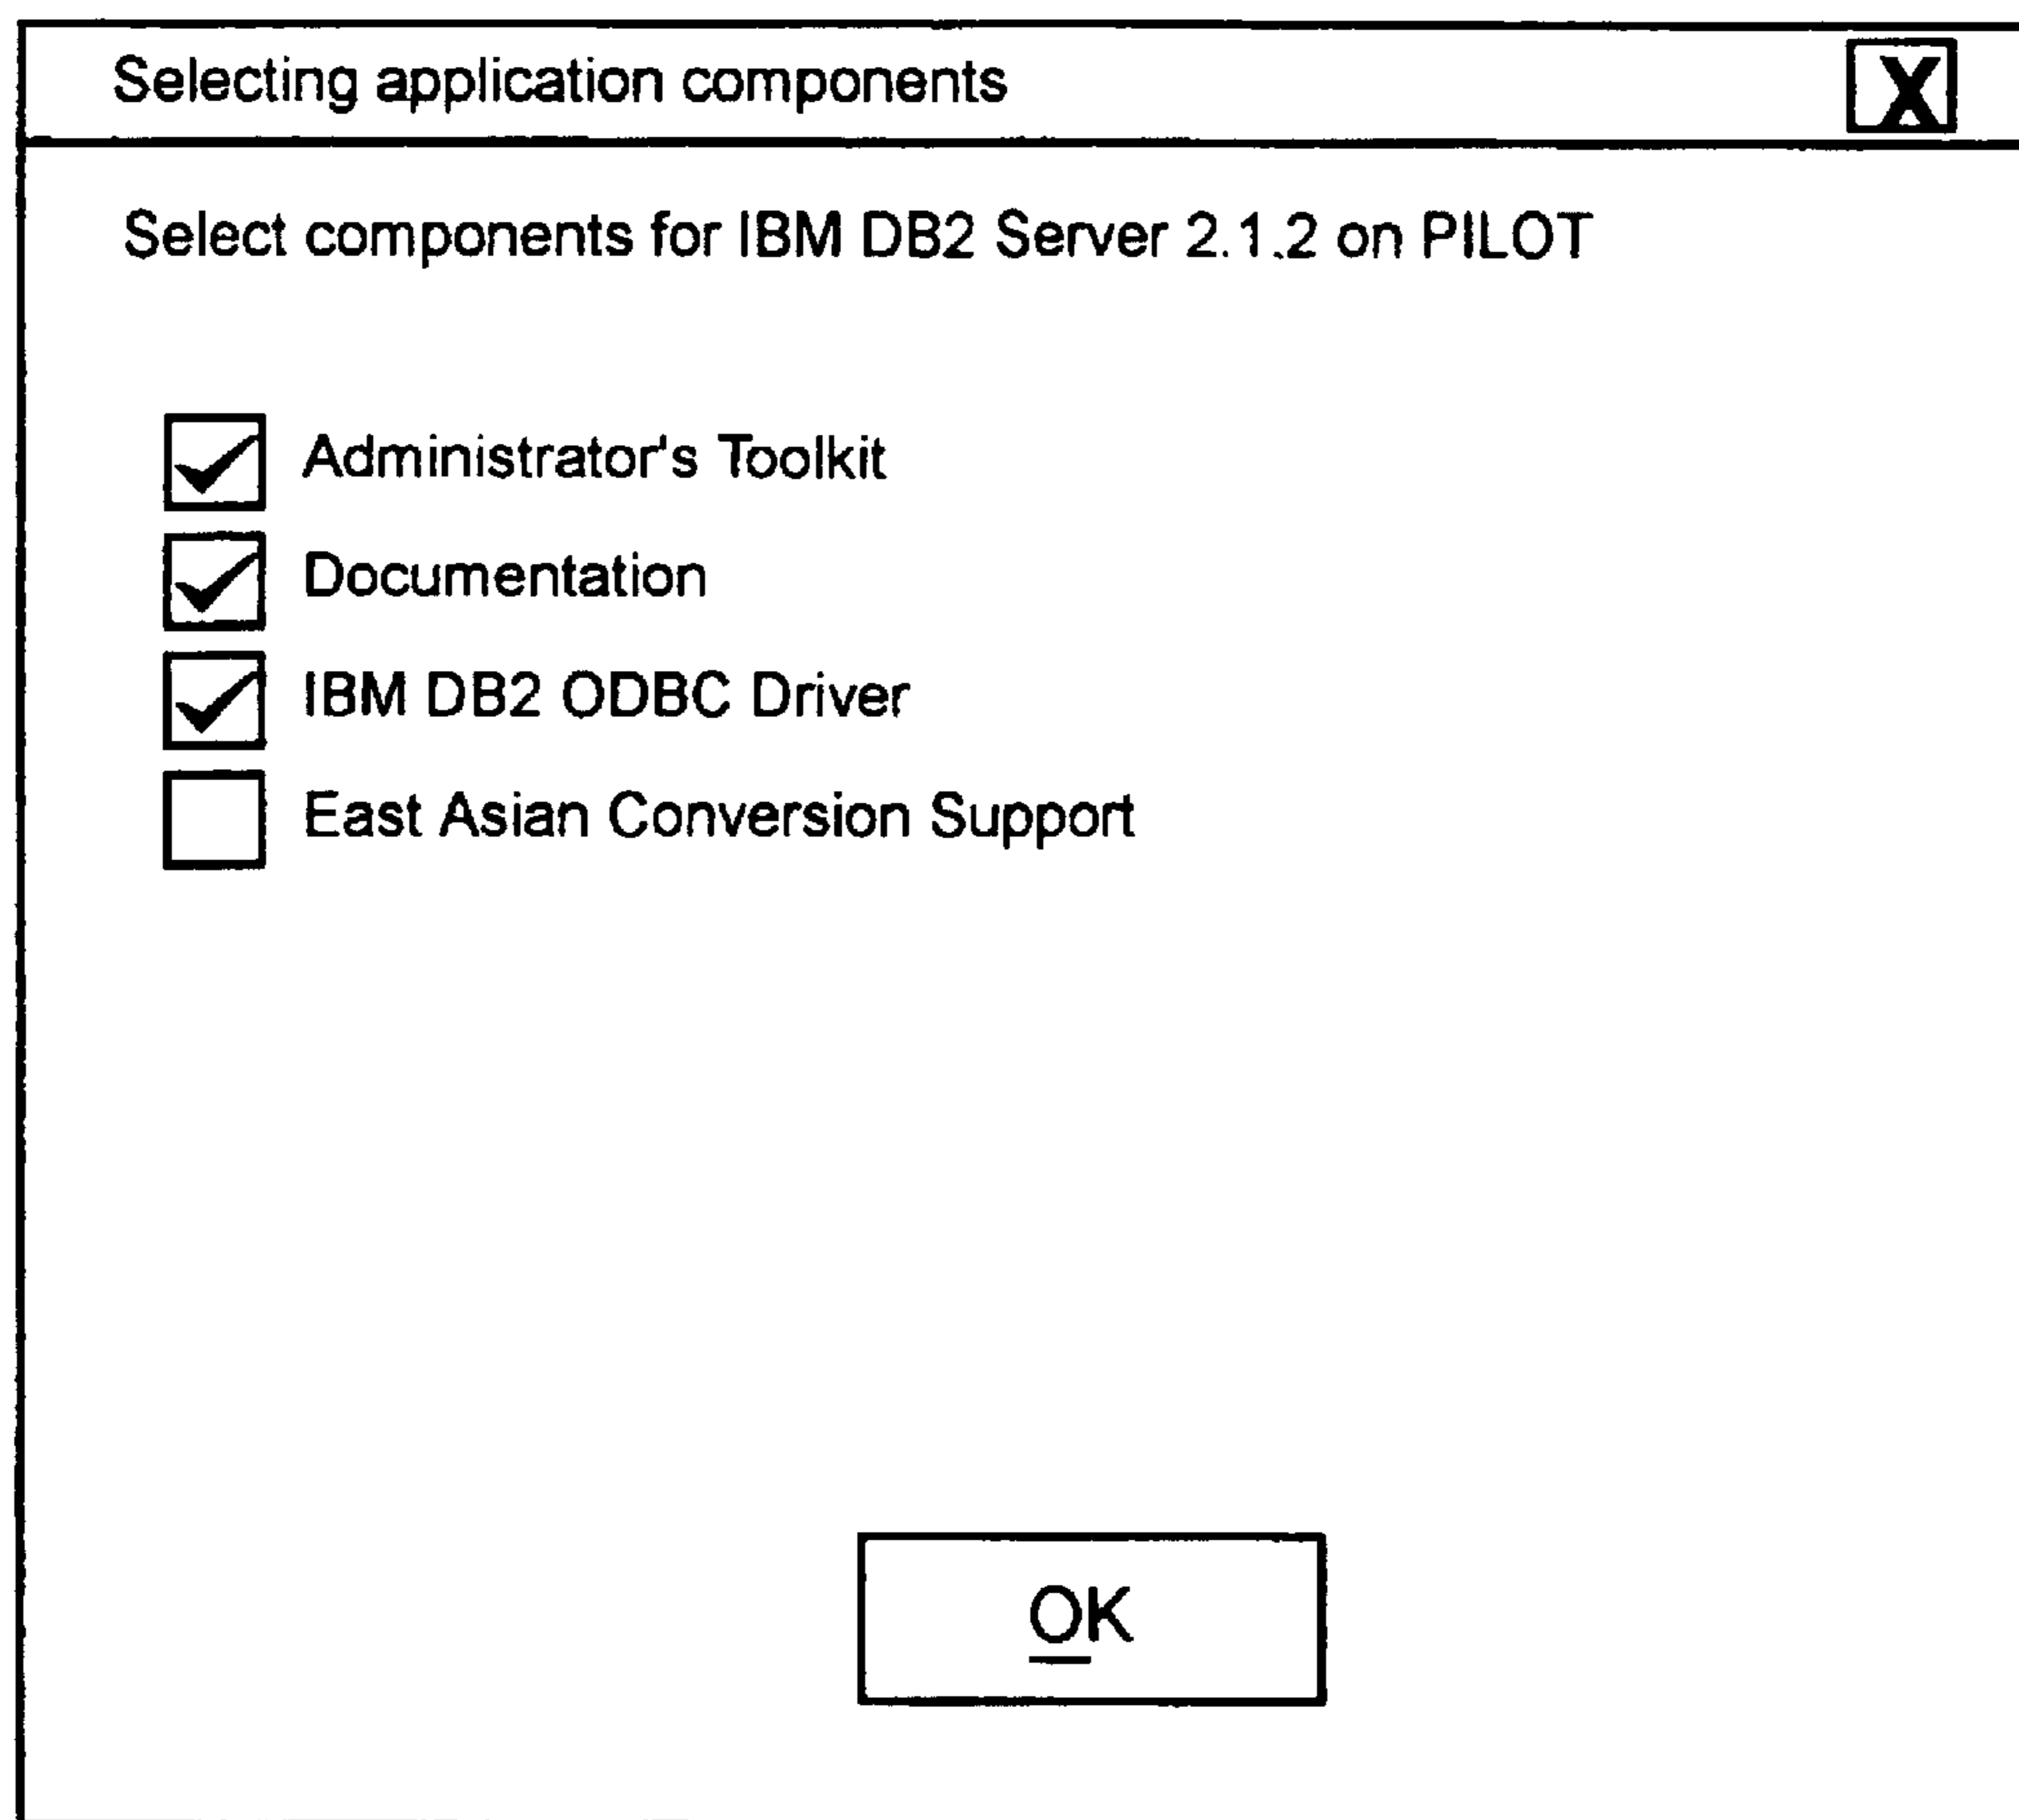 Selecting application components
X
Select components for IBM DB2 Server 2.1.2 on PILOT
Administrator's Toolkit
Documentation
IBM DB2 ODBC Driver
East Asian Conversion Support
OK